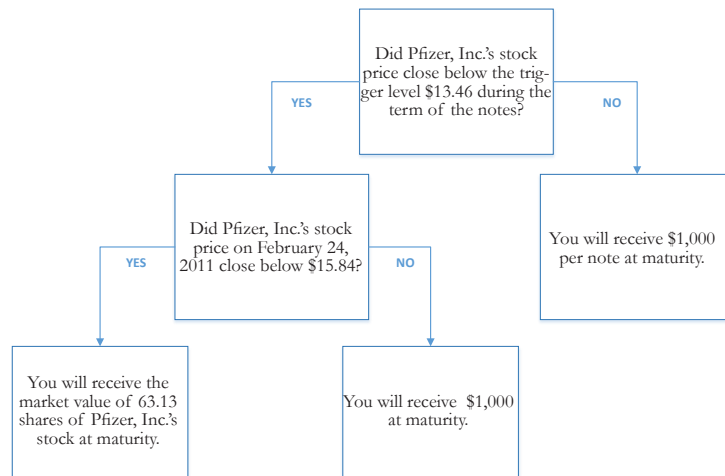 Did Pfizer, Inc.'s stock
price close below the trig-
ger level $13.46 during the
term of the notes?
YES
NO
Did Pfizer, Inc.'s stock
price on February 24,
2011 close below $15.84?
You will receive $1,000
per note at maturity.
YES
NO
You will receive the
market value of 63.13
shares of Pfizer, Inc.'s
stock at maturity.
You will receive $1,000
at maturity.